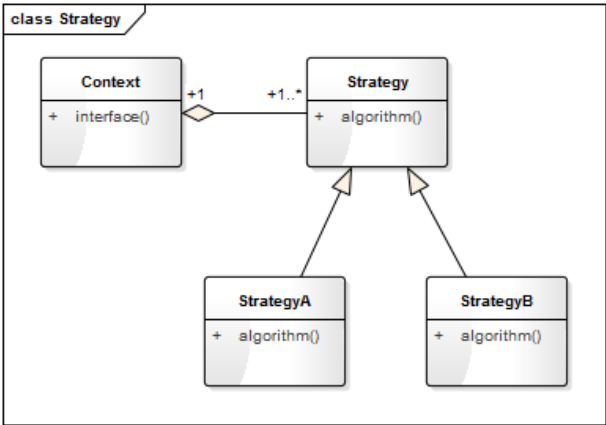 class Strategy
Context
+ interface()
+1
+1..*
Strategy
+ algorithm()
StrategyA
+ algorithm()
StrategyB
+ algorithm()